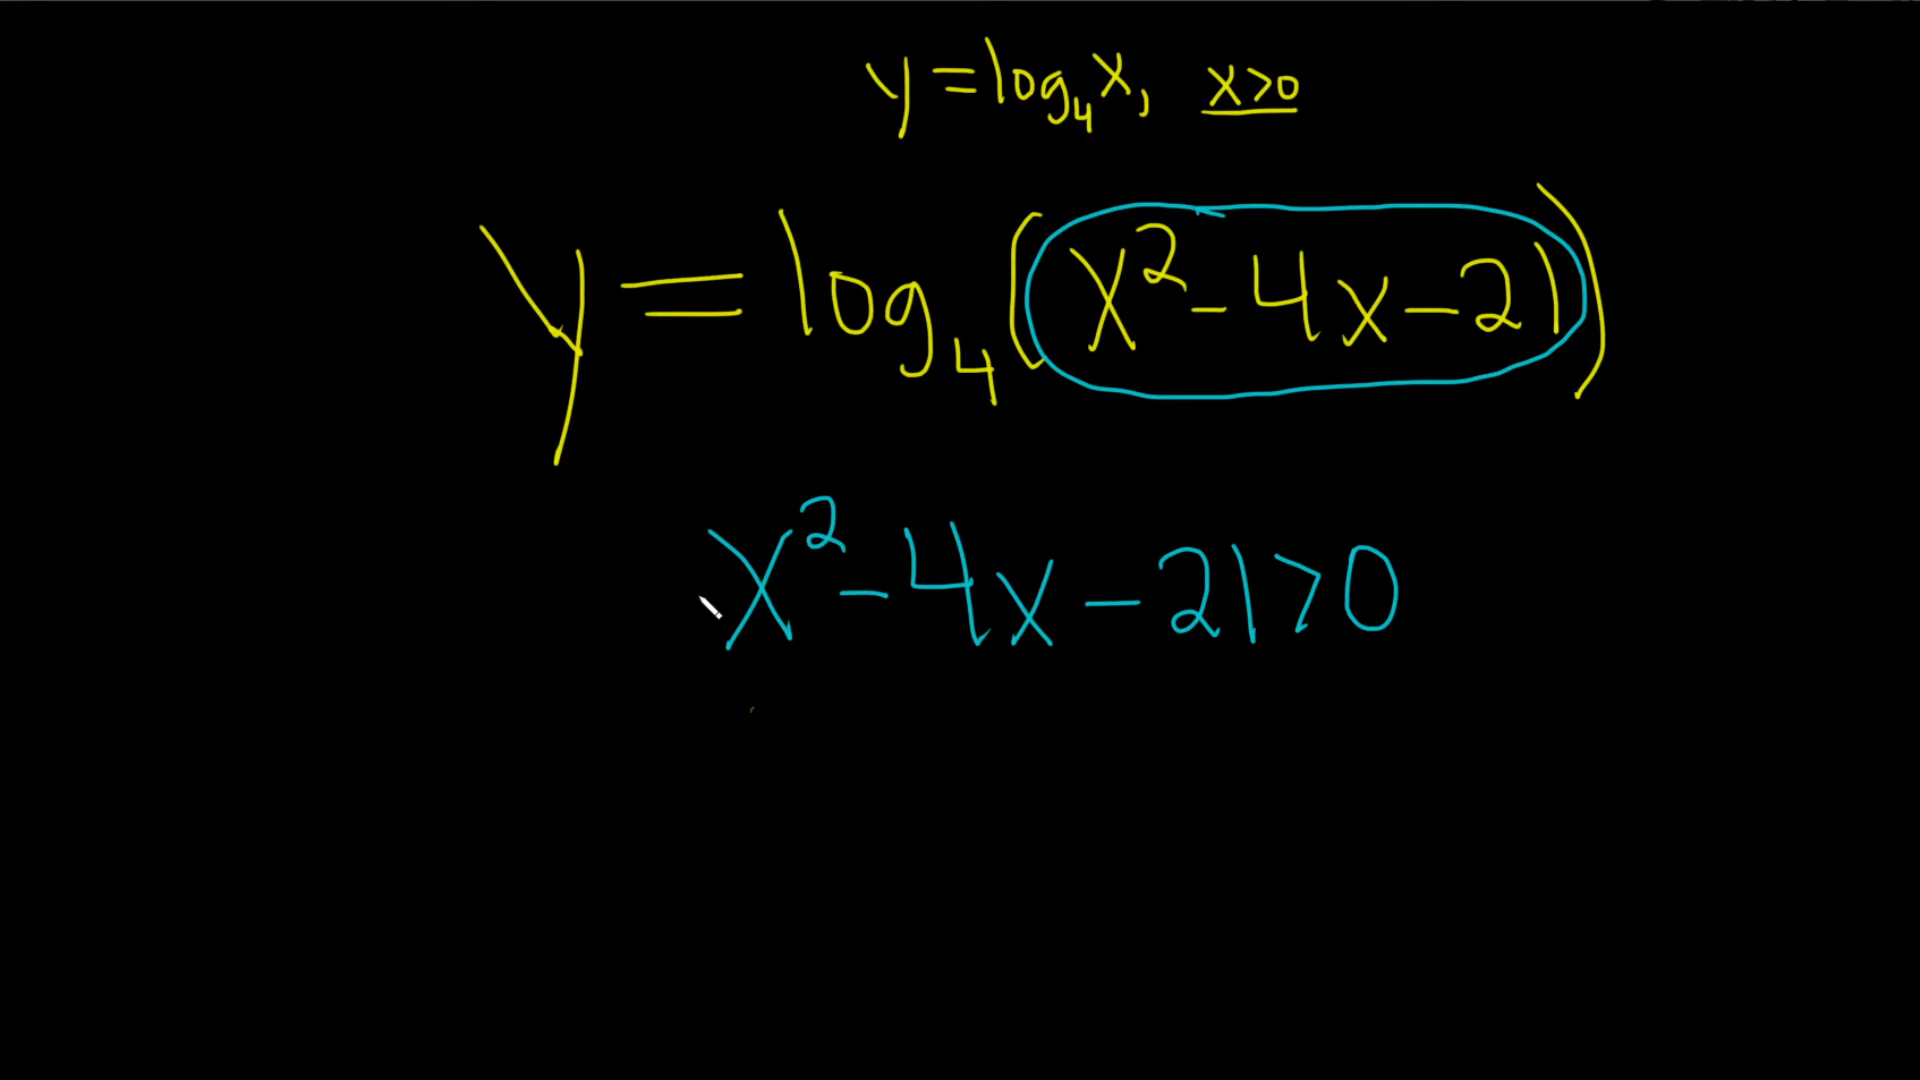 y = log₄x, x>0
y = log₄(x² - 4x - 21)
x² - 4x - 21 > 0